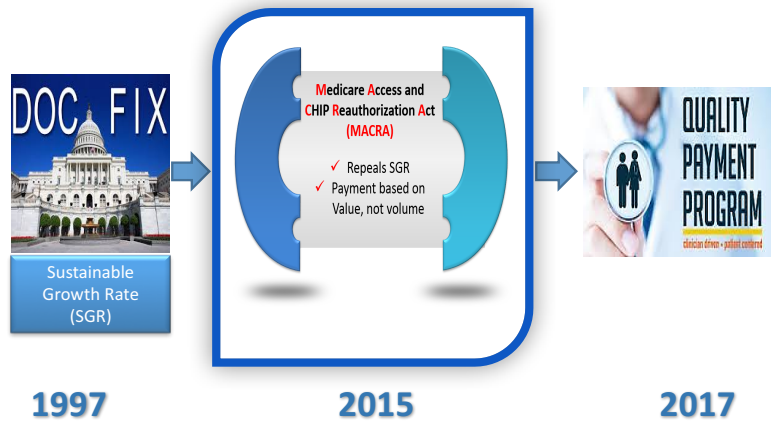 DOC FIX
Sustainable
Growth Rate
(SGR)
1997
Medicare Access and
CHIP Reauthorization Act
(MACRA)
✓ Repeals SGR
✓ Payment based on
Value, not volume
2015
QUALITY
PAYMENT
PROGRAM
clinician driven • patient centered
2017